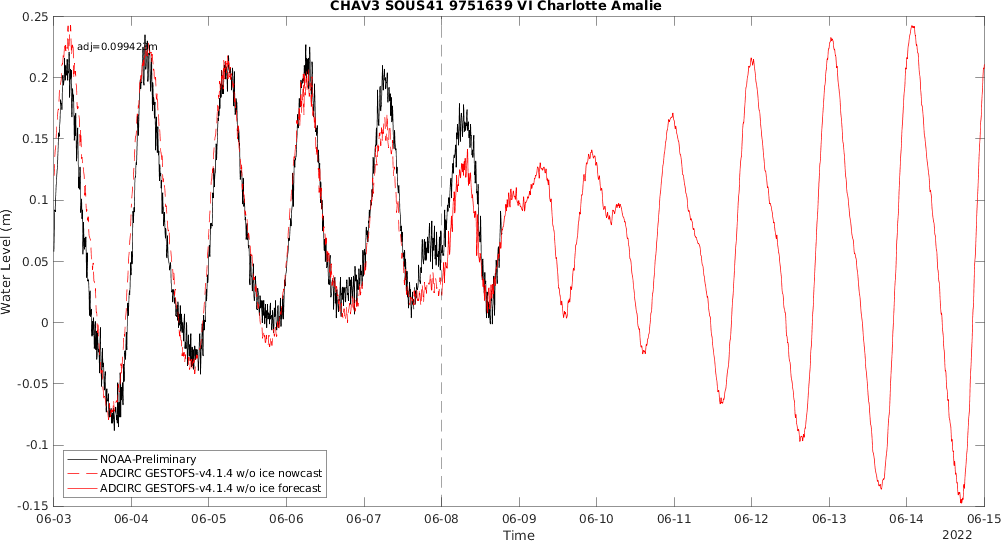 CHAV3 SOUS41 9751639 VI Charlotte Amalie
0.25
0.2
0.15
0.1
0.05
0
-0.05
-0.1
-0.15
Water Level (m)
NOAA-Preliminary
ADCIRC GESTOFS-v4.1.4 w/o ice nowcast
ADCIRC GESTOFS-v4.1.4 w/o ice forecast
06-03 06-04 06-05 06-06 06-07 06-08 06-09 06-10 06-11 06-12 06-13 06-14 06-15
Time
2022